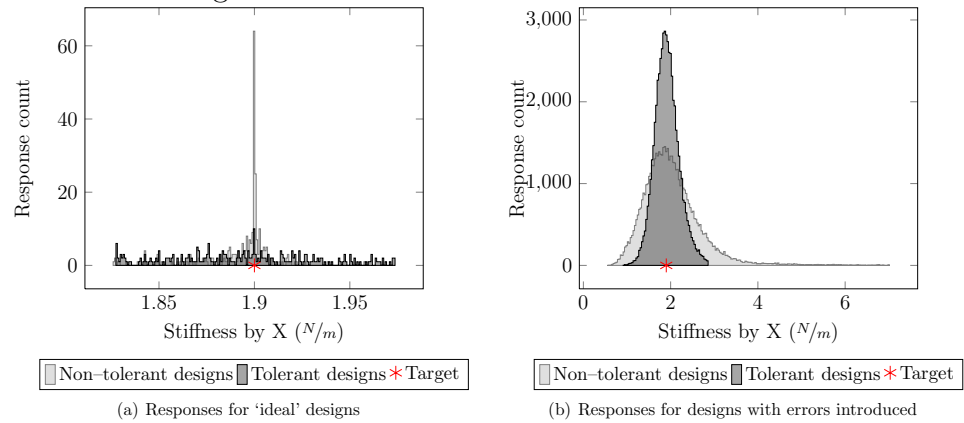 60
40
20
0
Response count
1.85 1.9 1.95
Stiffness by X (N/m)
Non–tolerant designs Tolerant designs Target
(a) Responses for ‘ideal’ designs
3,000
2,000
1,000
0
Response count
0 2 4 6
Stiffness by X (N/m)
Non–tolerant designs Tolerant designs Target
(b) Responses for designs with errors introduced